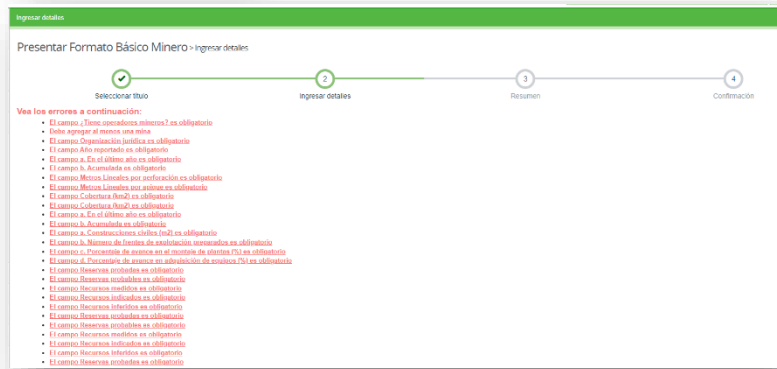 Ingresar detalles
Presentar Formato Básico Minero > Ingresar detalles
2
3
4
Seleccionar título
Ingresar detalles
Resumen
Confirmación
Vea los errores a continuación:
El campo ¿Tiene operadores mineros? es obligatorio
Debe agregar al menos una mina
El campo Organización jurídica es obligatorio
El campo Año reportado es obligatorio
El campo a. En el último año es obligatorio
El campo b. Acumulada es obligatorio
El campo Metros Lineales por perforación es obligatorio
El campo Metros Lineales por apique es obligatorio
El campo Cobertura (km2) es obligatorio
El campo Cobertura (km2) es obligatorio
El campo a. En el último año es obligatorio
El campo b. Acumulada es obligatorio
El campo a. Construcciones civiles (m2) es obligatorio
El campo b. Número de frentes de explotación preparados es obligatorio
El campo c. Porcentaje de avance en el montaje de plantas (%) es obligatorio
El campo d. Porcentaje de avance en adquisición de equipos (%) es obligatorio
El campo Reservas probadas es obligatorio
El campo Reservas probables es obligatorio
El campo Recursos medidos es obligatorio
El campo Recursos indicados es obligatorio
El campo Recursos inferidos es obligatorio
El campo Reservas probadas es obligatorio
El campo Reservas probables es obligatorio
El campo Recursos medidos es obligatorio
El campo Recursos indicados es obligatorio
El campo Recursos inferidos es obligatorio
El campo Reservas probadas es obligatorio